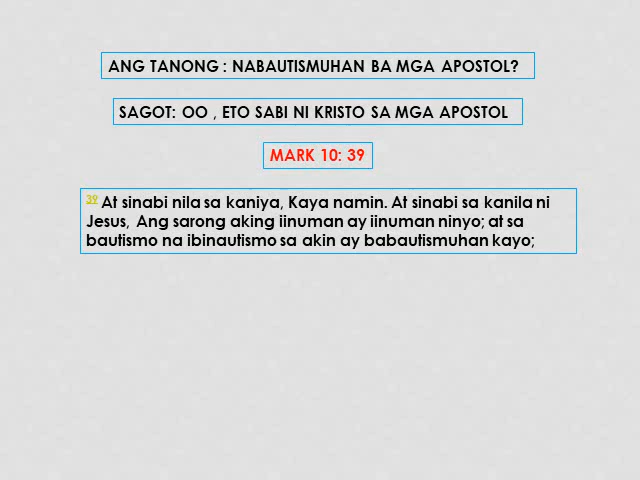 ANG TANONG : NABAUTISMUHAN BA MGA APOSTOL?
SAGOT: OO , ETO SABI NI KRISTO SA MGA APOSTOL
MARK 10: 39
39 At sinabi nila sa kaniya, Kaya namin. At sinabi sa kanila ni
Jesus, Ang sarong aking iinuman ay iinuman ninyo; at sa
bautismo na ibinautismo sa akin ay babautismuhan kayo;